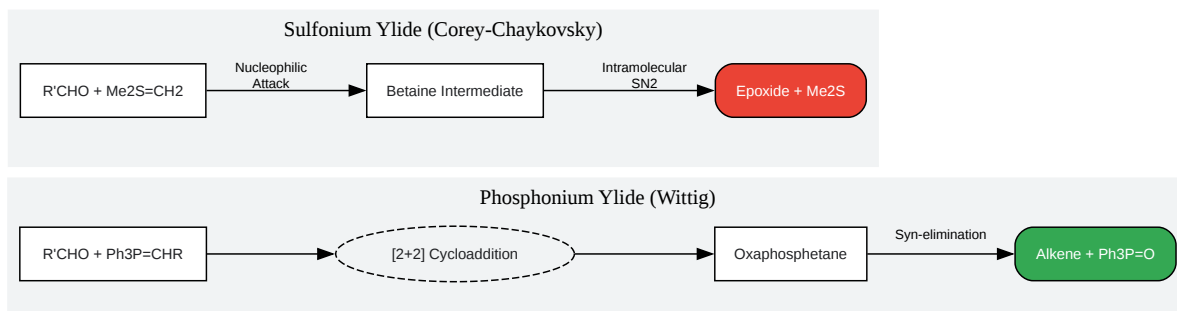 Sulfonium Ylide (Corey-Chaykovsky)
R'CHO + Me2S=CH2
Nucleophilic
Attack
Betaine Intermediate
Intramolecular
SN2
Epoxide + Me2S
Phosphonium Ylide (Wittig)
R'CHO + Ph3P=CHR
[2+2] Cycloaddition
Oxaphosphetane
Syn-elimination
Alkene + Ph3P=O